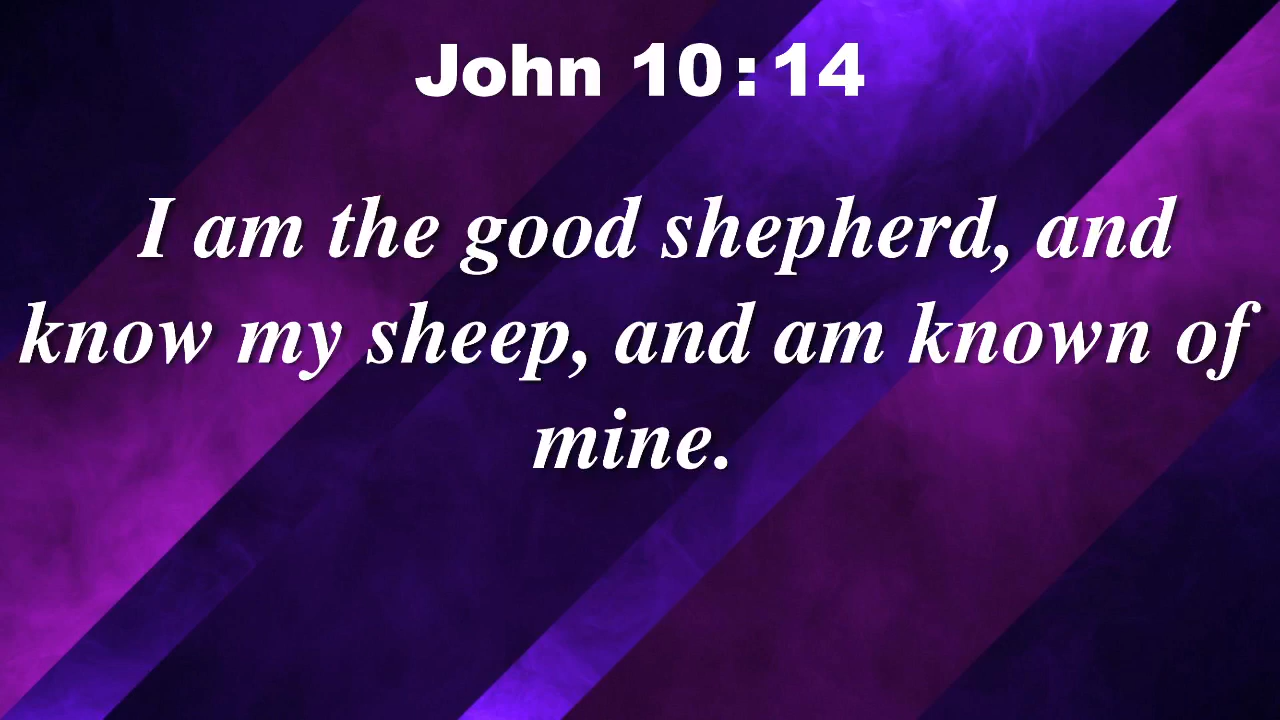 John 10:14
I am the good shepherd, and
know my sheep, and am known of
mine.